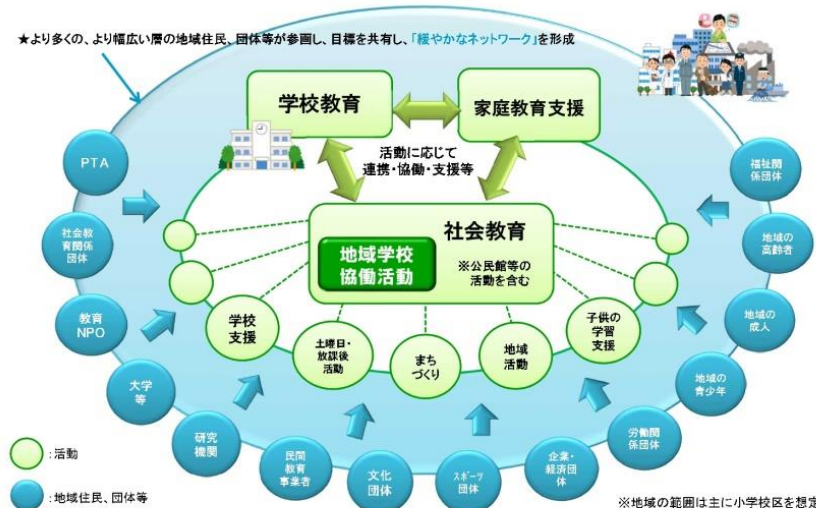 ★より多くの、より幅広い層の地域住民、団体等が参画し、目標を共有し、「緩やかなネットワーク」を形成
学校教育
家庭教育支援
活動に応じて
連携・協働・支援等
社会教育
地域学校
協働活動
※公民館等の
活動を含む
学校
支援
土曜日・
放課後
活動
まち
づくり
地域
活動
子供の
学習
支援
PTA
社会教
育関係
団体
教育
NPO
大学
等
研究
機関
民間
教育
事業者
文化
団体
スポーツ
団体
企業・
経済団
体
労働関
係団体
地域の
青少年
地域の
成人
地域の
高齢者
福祉関
係団体
:活動
:地域住民、団体等
※地域の範囲は主に小学校区を想定